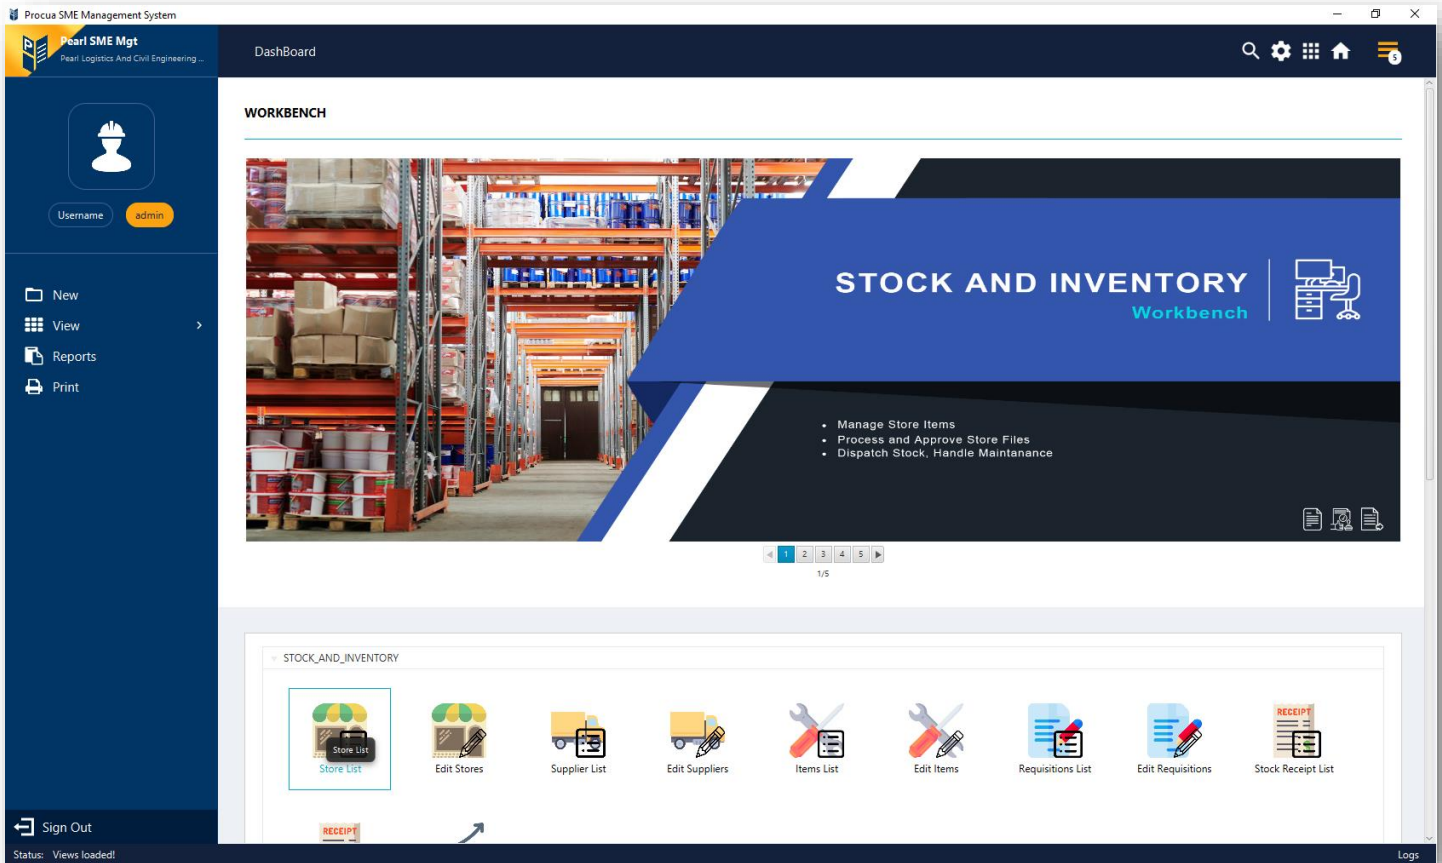 Procua SME Management System
Pearl SME Mgt
Pearl Logistics And Civil Engineering ...
DashBoard
5
Username
admin
New
View
Reports
Print
Sign Out
WORKBENCH
STOCK AND INVENTORY
Workbench
• Manage Store Items
• Process and Approve Store Files
• Dispatch Stock, Handle Maintanance
1 2 3 4 5
1/5
STOCK_AND_INVENTORY
Store List
RECEIPT
Store List Edit Stores Supplier List Edit Suppliers Items List Edit Items Requisitions List Edit Requisitions Stock Receipt List
RECEIPT
Status: Views loaded!
Logs